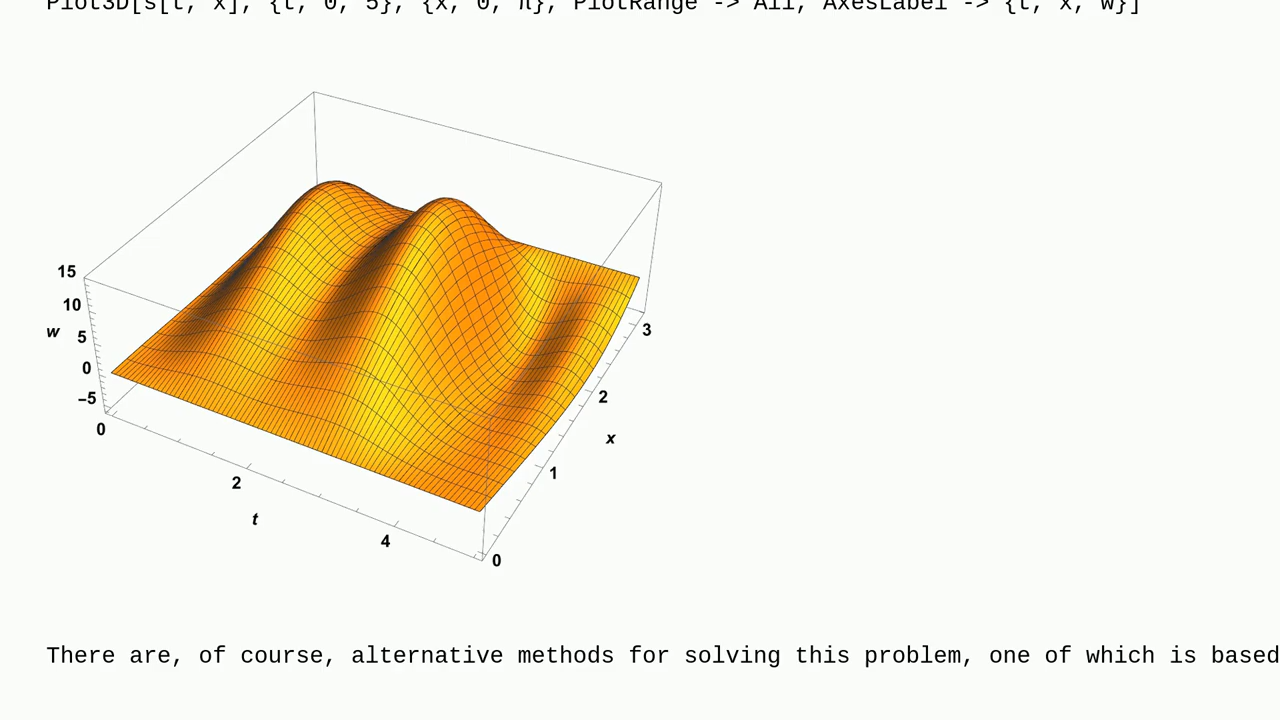 Plot3D[s[t, x], {t, 0, 5}, {x, 0, π}, PlotRange -> All, AxesLabel -> {t, x, w}]
15
10
w
5
0
-5
0
2
t
4
0
1
x
2
3
There are, of course, alternative methods for solving this problem, one of which is based